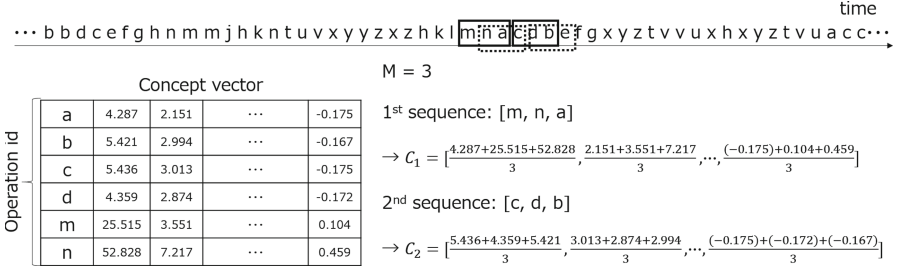 time
··· b b d c e f g h n m m j h k n t u v x y y z x z h k l m n a c d b e f g x y z t v v u x h x y z t v u a c c ···
Concept vector
Operation id
a 4.287 2.151 ··· -0.175
b 5.421 2.994 ··· -0.167
c 5.436 3.013 ··· -0.175
d 4.359 2.874 ··· -0.172
m 25.515 3.551 ··· 0.104
n 52.828 7.217 ··· 0.459
M = 3
1st sequence: [m, n, a]
→ C₁ = [(4.287+25.515+52.828)/3, (2.151+3.551+7.217)/3, ···, ((−0.175)+0.104+0.459)/3]
2nd sequence: [c, d, b]
→ C₂ = [(5.436+4.359+5.421)/3, (3.013+2.874+2.994)/3, ···, ((−0.175)+(−0.172)+(−0.167))/3]